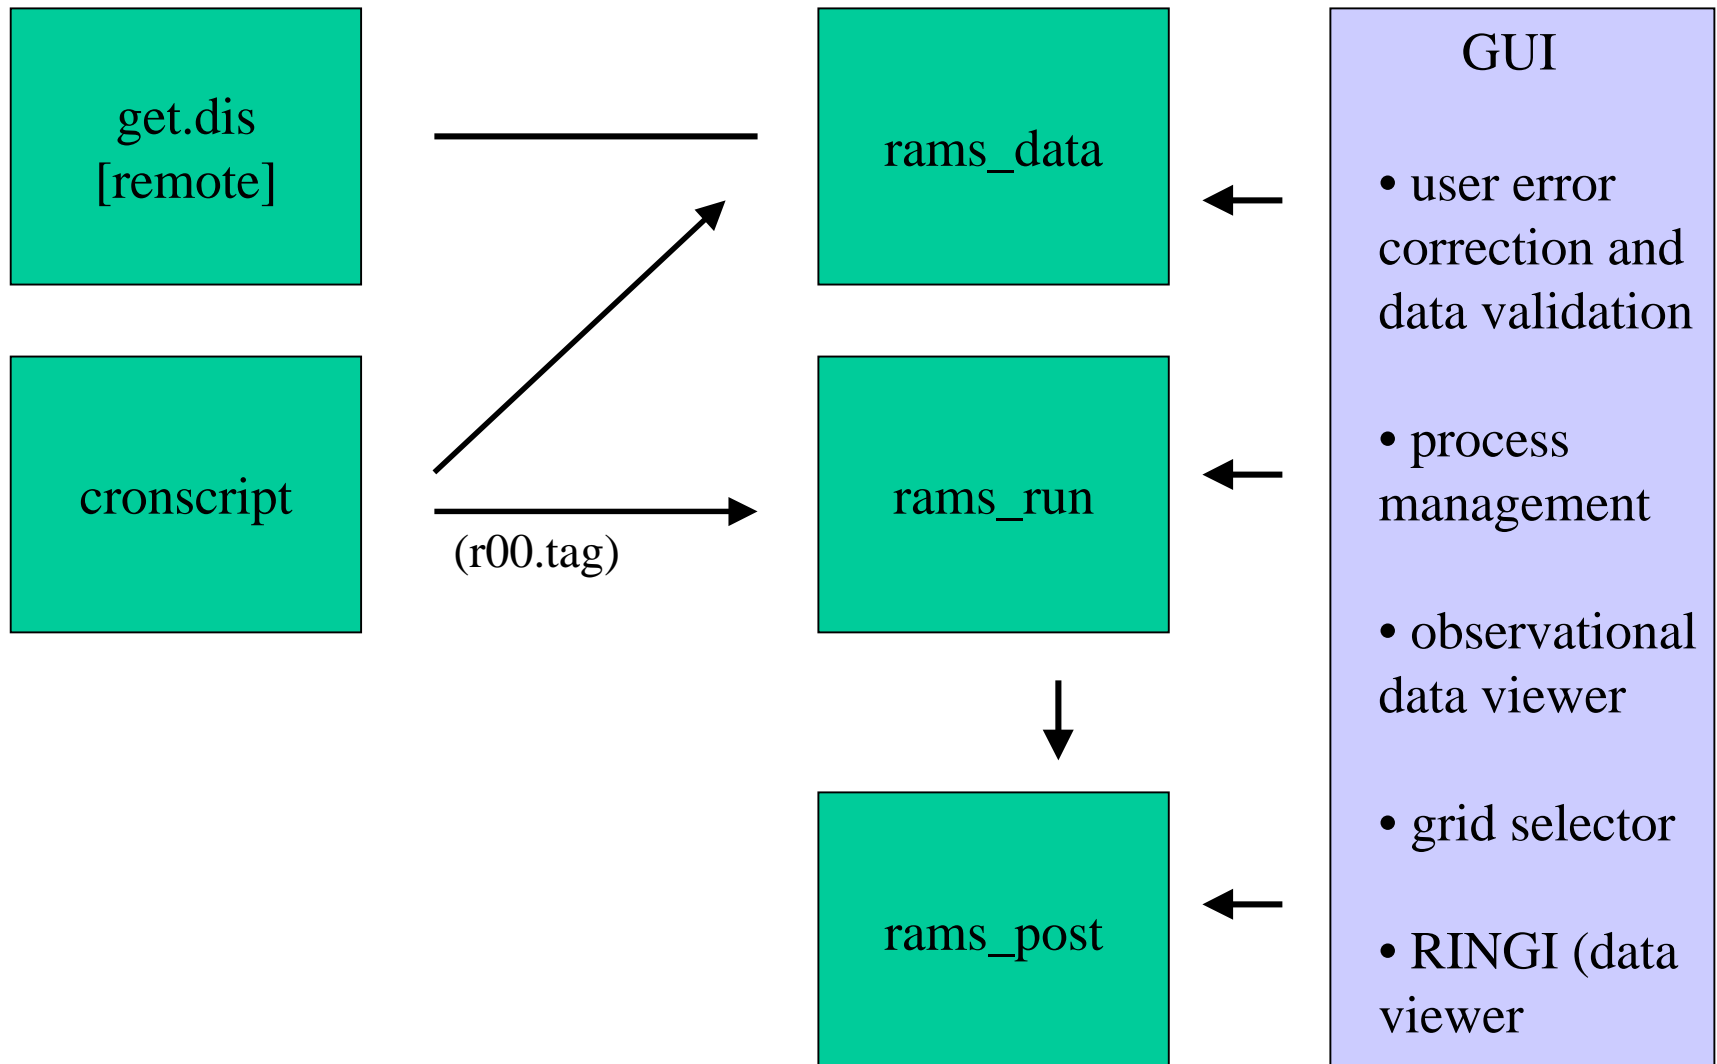 get.dis
[remote]
rams_data
cronscript
(r00.tag)
rams_run
rams_post
GUI
• user error
correction and
data validation
• process
management
• observational
data viewer
• grid selector
• RINGI (data
viewer